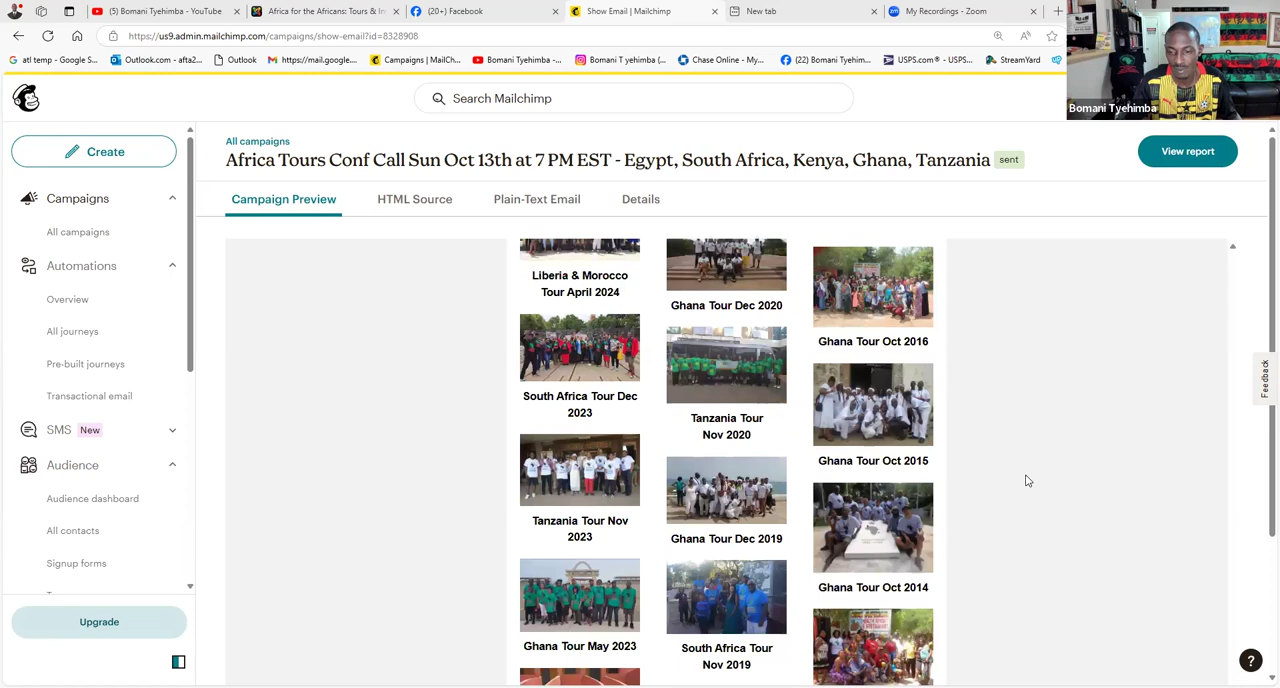 (5) Bomani Tyehimba - YouTube
Africa for the Africans: Tours & In
(20+) Facebook
Show Email | Mailchimp
New tab
My Recordings - Zoom
https://us9.admin.mailchimp.com/campaigns/show-email?id=8328908
atl temp - Google S...
Outlook.com - afta2...
Outlook
https://mail.google....
Campaigns | MailCh...
Bomani Tyehimba -...
Bomani T yehimba (...
Chase Online - My...
(22) Bomani Tyehim...
USPS.com® - USPS...
StreamYard
Bomani Tyehimba
Search Mailchimp
Create
Campaigns
All campaigns
Automations
Overview
All journeys
Pre-built journeys
Transactional email
SMS New
Audience
Audience dashboard
All contacts
Signup forms
Upgrade
All campaigns
Africa Tours Conf Call Sun Oct 13th at 7 PM EST - Egypt, South Africa, Kenya, Ghana, Tanzania sent
View report
Campaign Preview
HTML Source
Plain-Text Email
Details
Liberia & Morocco
Tour April 2024
South Africa Tour Dec
2023
Tanzania Tour Nov
2023
Ghana Tour May 2023
Ghana Tour Dec 2020
Tanzania Tour
Nov 2020
Ghana Tour Dec 2019
South Africa Tour
Nov 2019
Ghana Tour Oct 2016
Ghana Tour Oct 2015
Ghana Tour Oct 2014
Feedback
?